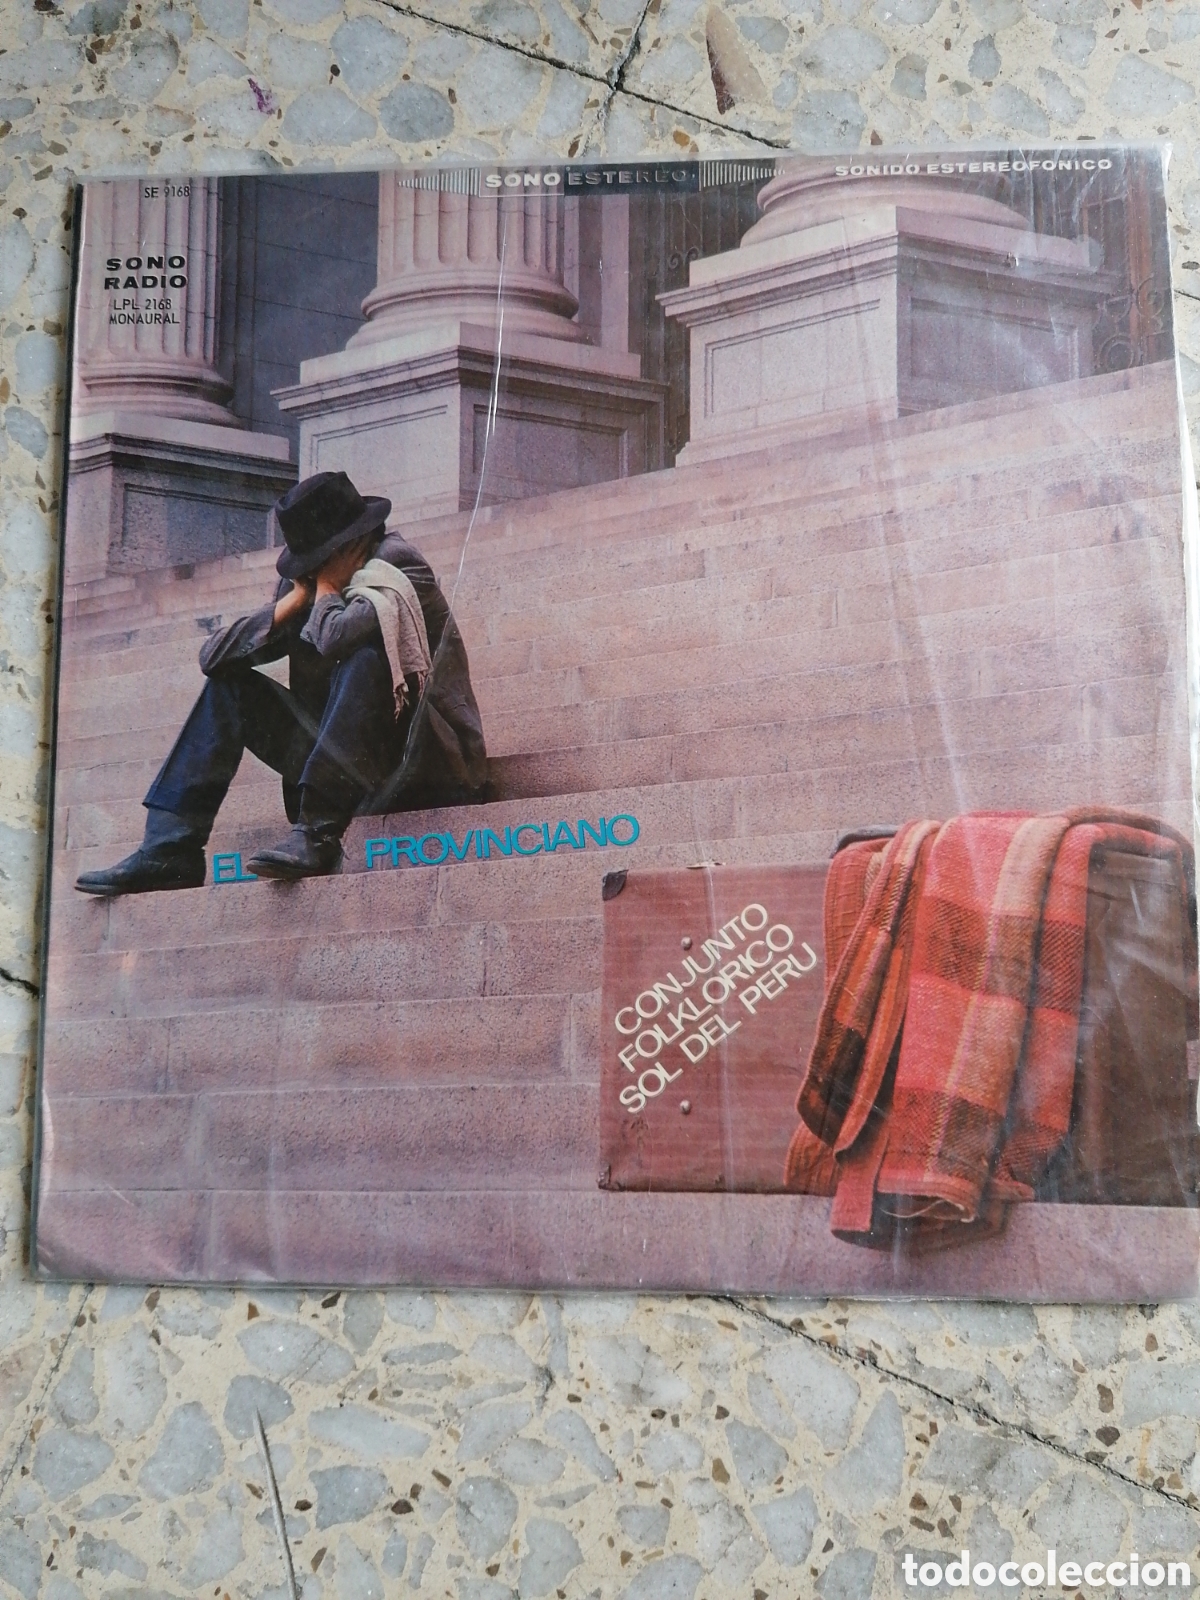 SONO ESTEREO
SONIDO ESTEREOFONICO
SE 9168
SONO
RADIO
LPL 2168
MONAURAL
EL PROVINCIANO
CONJUNTO
FOLKLORICO
SOL DEL PERU
todocoleccion